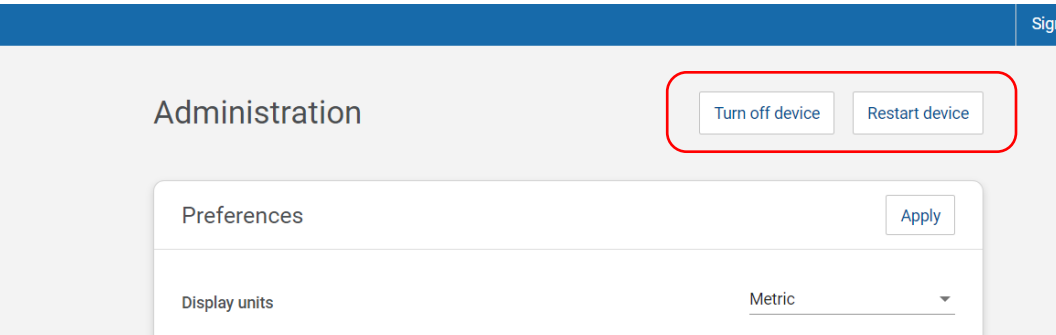 Administration
Turn off device
Restart device
Preferences
Apply
Display units
Metric